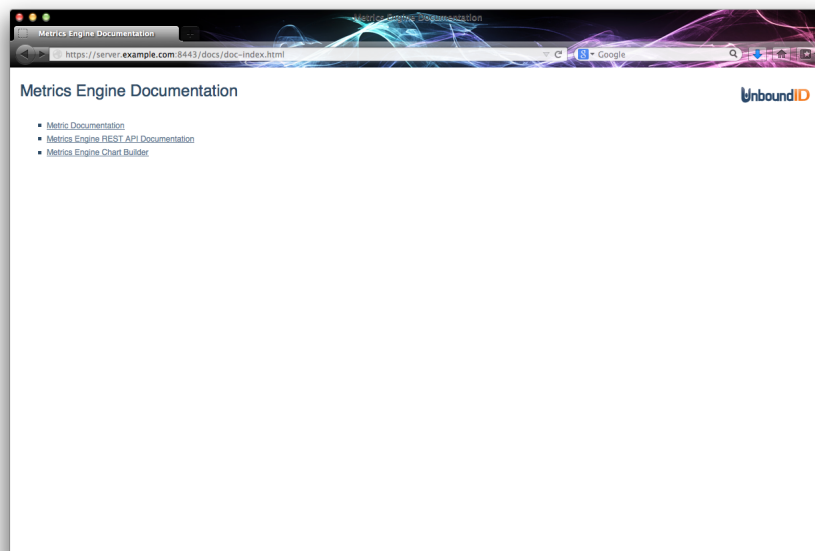 Metrics Engine Documentation
Metrics Engine Documentation
https://server.example.com:8443/docs/doc-index.html
Google
Metrics Engine Documentation
UnboundID
Metric Documentation
Metrics Engine REST API Documentation
Metrics Engine Chart Builder